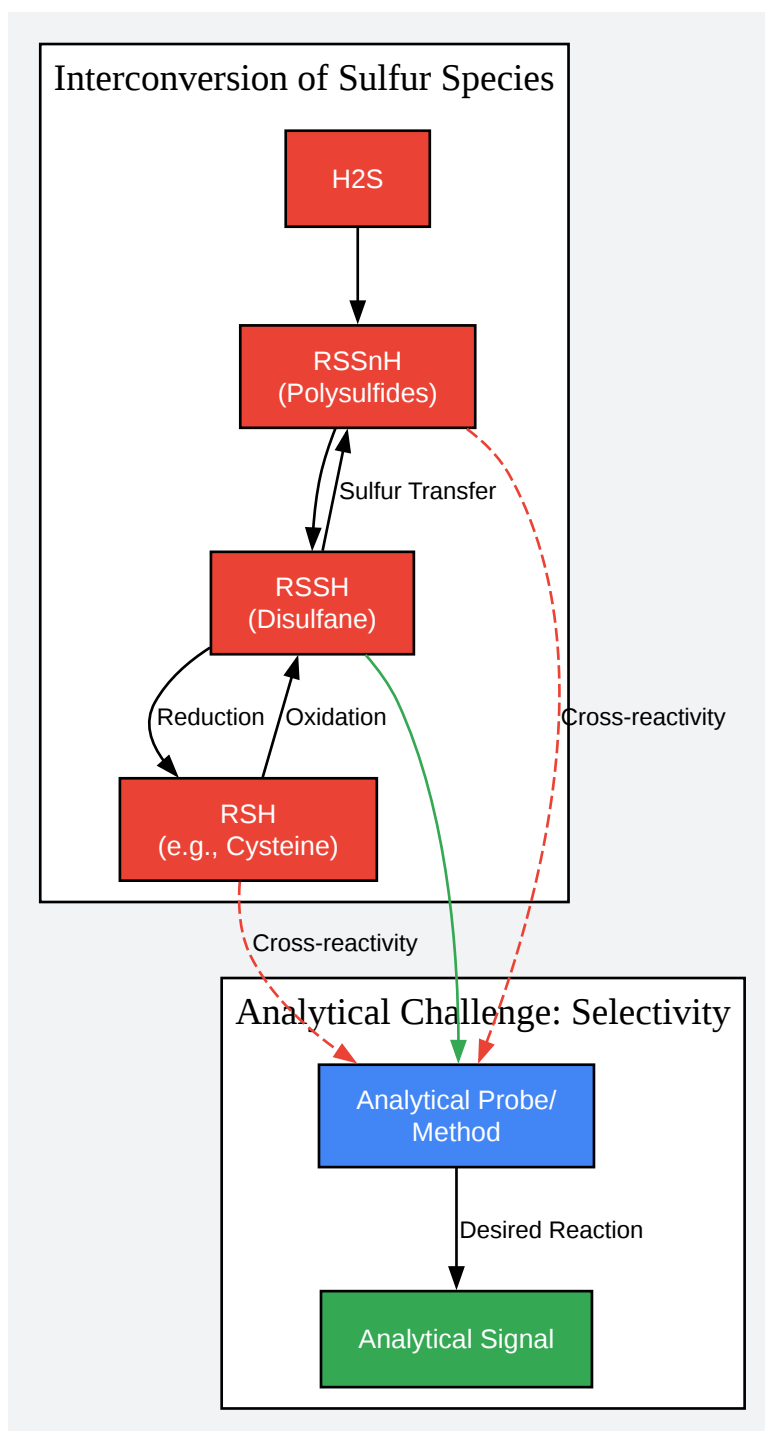 Interconversion of Sulfur Species
H2S
RSSnH
(Polysulfides)
Sulfur Transfer
RSSH
(Disulfane)
Reduction
Oxidation
Cross-reactivity
RSH
(e.g., Cysteine)
Cross-reactivity
Analytical Challenge: Selectivity
Analytical Probe/
Method
Desired Reaction
Analytical Signal